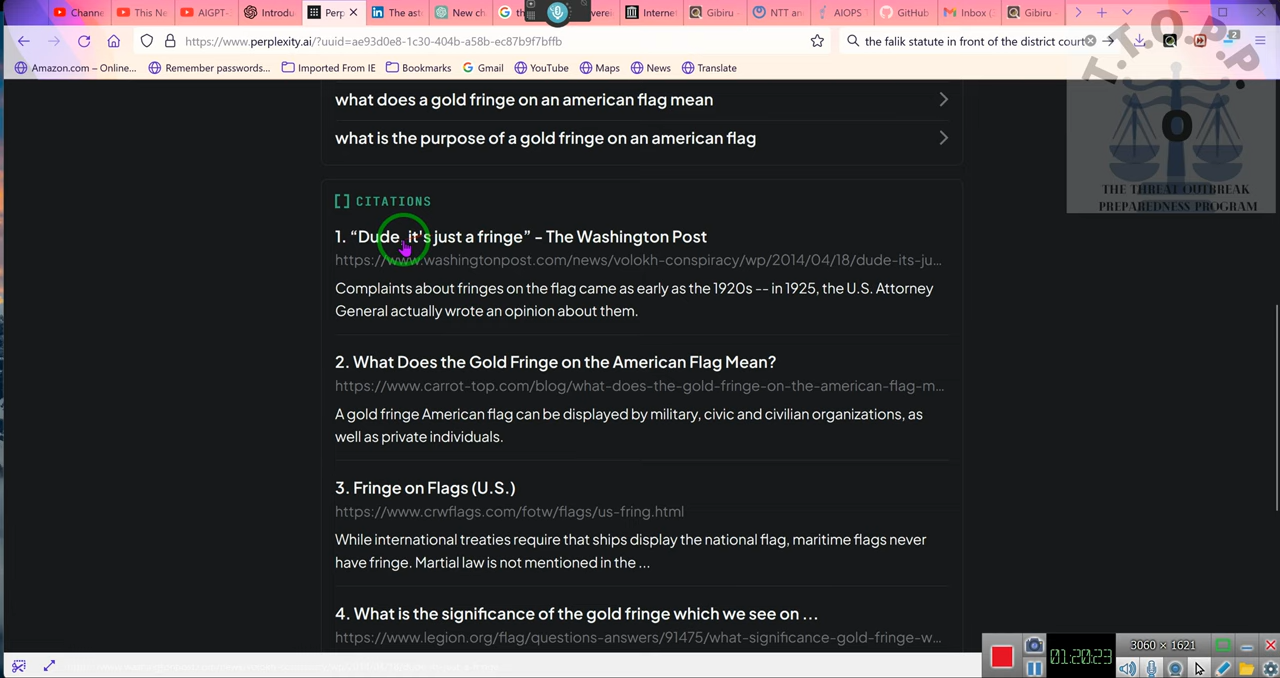 Channe
This Ne
AIGPT-
Introdu
Perp
The ast
New ch
th
vere
Internet
Gibiru -
NTT an
AIOPS
GitHub
Inbox (
Gibiru -
https://www.perplexity.ai/?uuid=ae93d0e8-1c30-404b-a58b-ec87b9f7bffb
the falik statute in front of the district court
2
Amazon.com – Online...
Remember passwords...
Imported From IE
Bookmarks
Gmail
YouTube
Maps
News
Translate
T.T.O.P.P.
THE THREAT OUTBREAK
PREPAREDNESS PROGRAM
what does a gold fringe on an american flag mean
what is the purpose of a gold fringe on an american flag
[] CITATIONS
1. “Dude, it's just a fringe” - The Washington Post
https://www.washingtonpost.com/news/volokh-conspiracy/wp/2014/04/18/dude-its-ju...
Complaints about fringes on the flag came as early as the 1920s -- in 1925, the U.S. Attorney
General actually wrote an opinion about them.
2. What Does the Gold Fringe on the American Flag Mean?
https://www.carrot-top.com/blog/what-does-the-gold-fringe-on-the-american-flag-m...
A gold fringe American flag can be displayed by military, civic and civilian organizations, as
well as private individuals.
3. Fringe on Flags (U.S.)
https://www.crwflags.com/fotw/flags/us-fring.html
While international treaties require that ships display the national flag, maritime flags never
have fringe. Martial law is not mentioned in the ...
4. What is the significance of the gold fringe which we see on ...
https://www.legion.org/flag/questions-answers/91475/what-significance-gold-fringe-w...
01:20:23
3060 × 1621